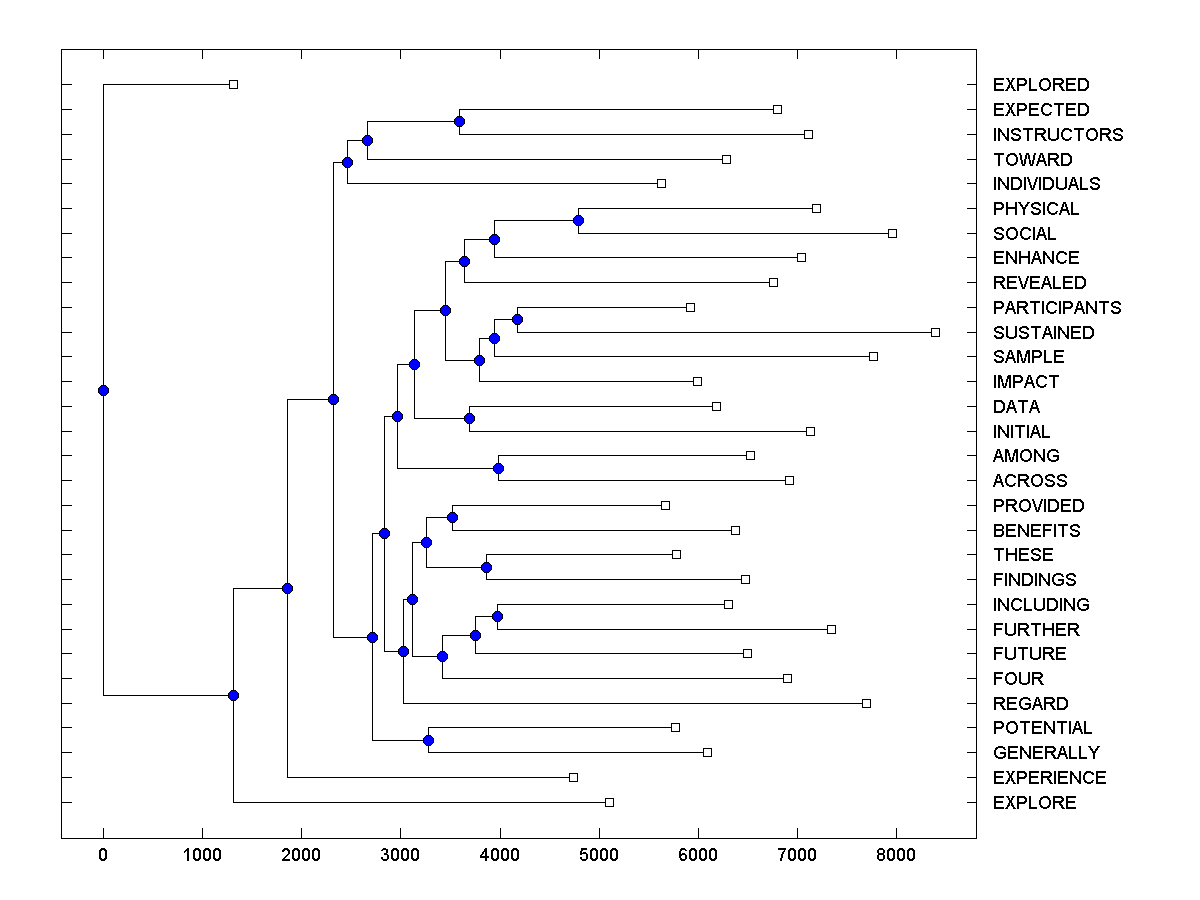 EXPLORED
EXPECTED
INSTRUCTORS
TOWARD
INDIVIDUALS
PHYSICAL
SOCIAL
ENHANCE
REVEALED
PARTICIPANTS
SUSTAINED
SAMPLE
IMPACT
DATA
INITIAL
AMONG
ACROSS
PROVIDED
BENEFITS
THESE
FINDINGS
INCLUDING
FURTHER
FUTURE
FOUR
REGARD
POTENTIAL
GENERALLY
EXPERIENCE
EXPLORE
0 1000 2000 3000 4000 5000 6000 7000 8000